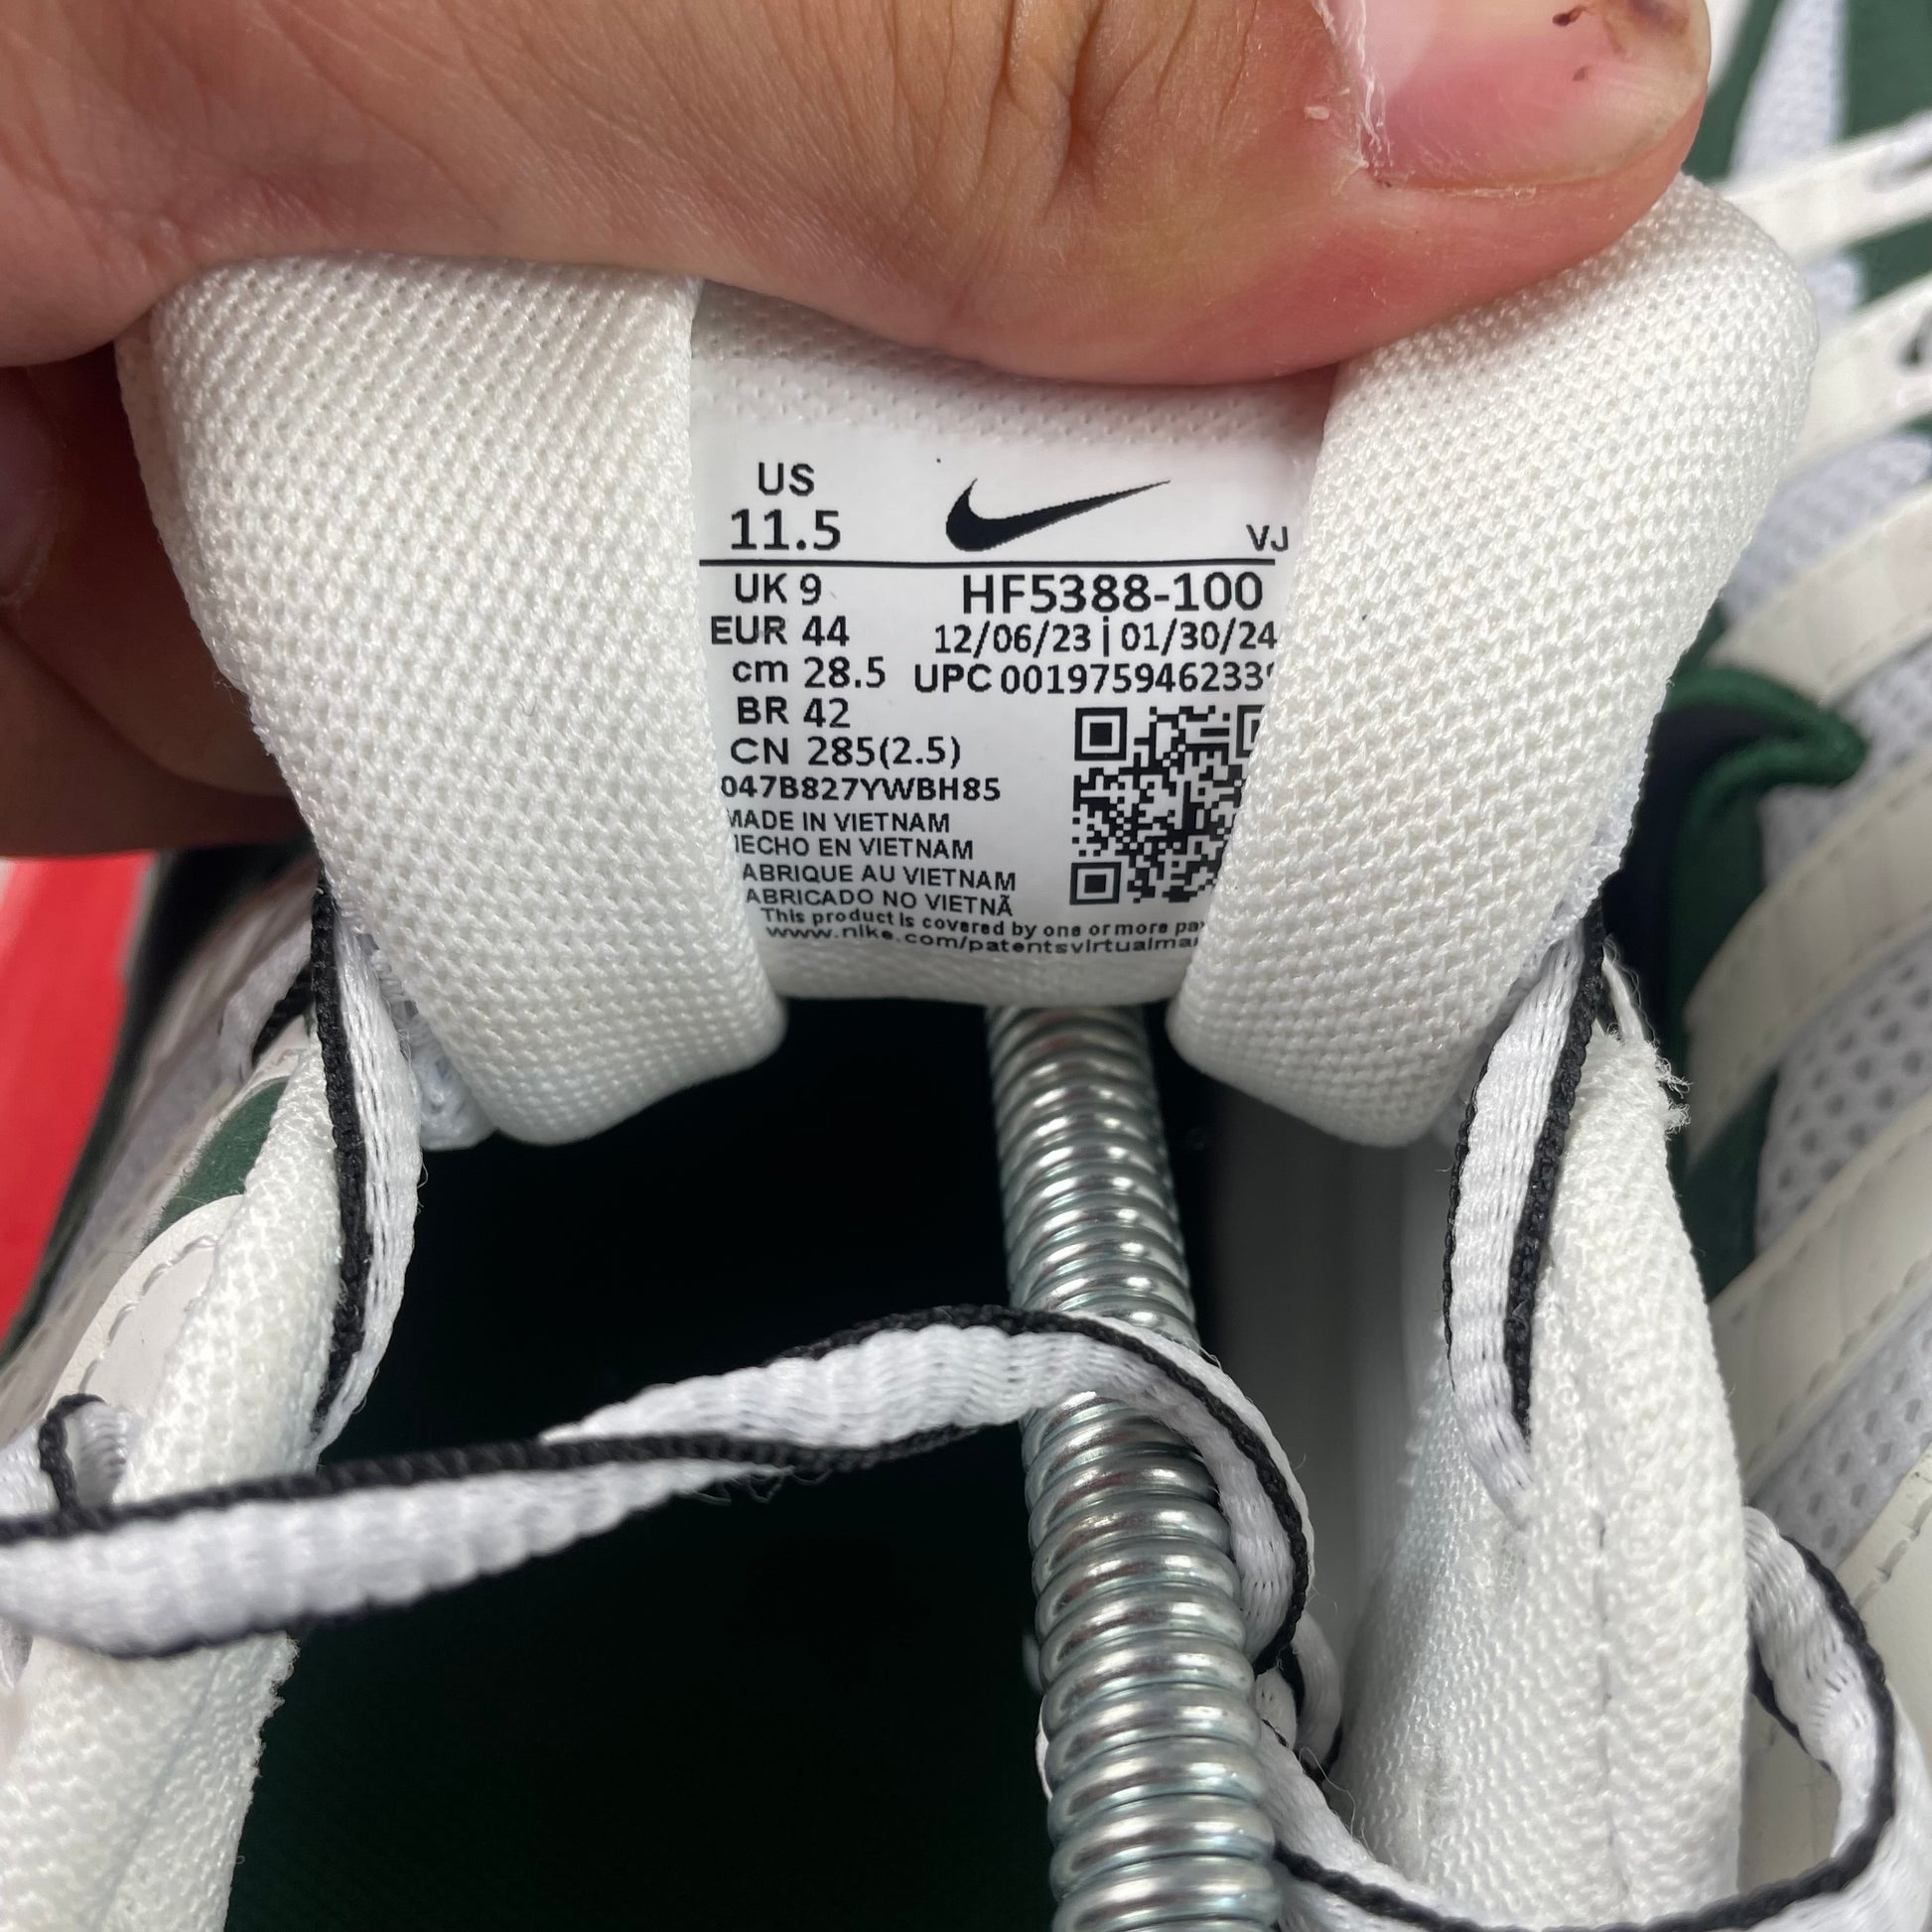 US
11.5
VJ
UK 9
HF5388-100
EUR 44
12/06/23 | 01/30/24
cm 28.5
UPC 00197594623
BR 42
CN 285(2.5)
047B827YWBH85
MADE IN VIETNAM
HECHO EN VIETNAM
ABRIQUE AU VIETNAM
ABRICADO NO VIETNÃ
This product is covered by one or more pa
www.nike.com/patentsvirtualma